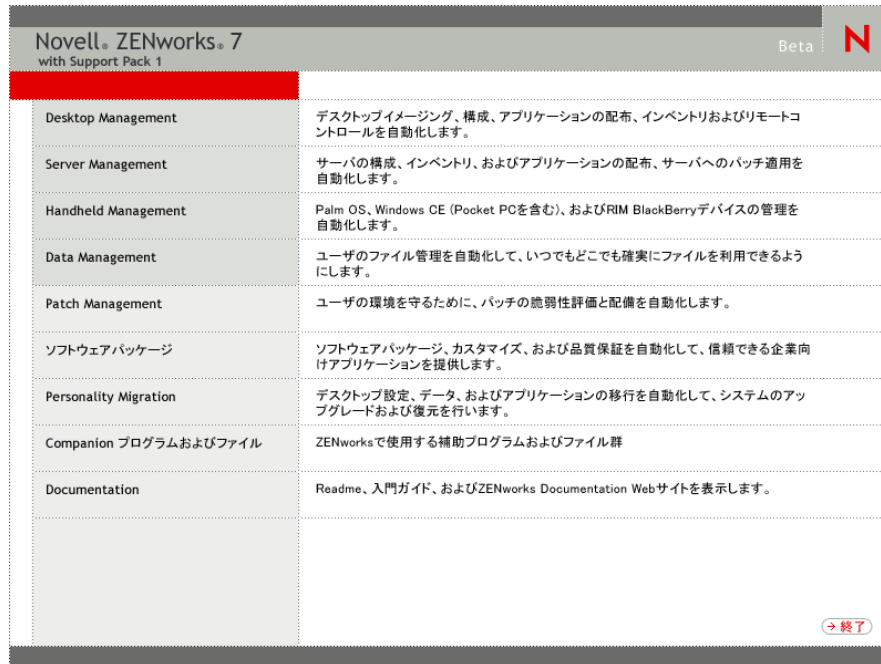 Novell® ZENworks® 7
with Support Pack 1
Beta
N
Desktop Management
デスクトップイメージング、構成、アプリケーションの配布、インベントリおよびリモートコ
ントロールを自動化します。
Server Management
サーバの構成、インベントリ、およびアプリケーションの配布、サーバへのパッチ適用を
自動化します。
Handheld Management
Palm OS、Windows CE (Pocket PCを含む)、およびRIM BlackBerryデバイスの管理を
自動化します。
Data Management
ユーザのファイル管理を自動化して、いつでもどこでも確実にファイルを利用できるよう
にします。
Patch Management
ユーザの環境を守るために、パッチの脆弱性評価と配備を自動化します。
ソフトウェアパッケージ
ソフトウェアパッケージ、カスタマイズ、および品質保証を自動化して、信頼できる企業向
けアプリケーションを提供します。
Personality Migration
デスクトップ設定、データ、およびアプリケーションの移行を自動化して、システムのアッ
プグレードおよび復元を行います。
Companion プログラムおよびファイル
ZENworksで使用する補助プログラムおよびファイル群
Documentation
Readme、入門ガイド、およびZENworks Documentation Webサイトを表示します。
終了